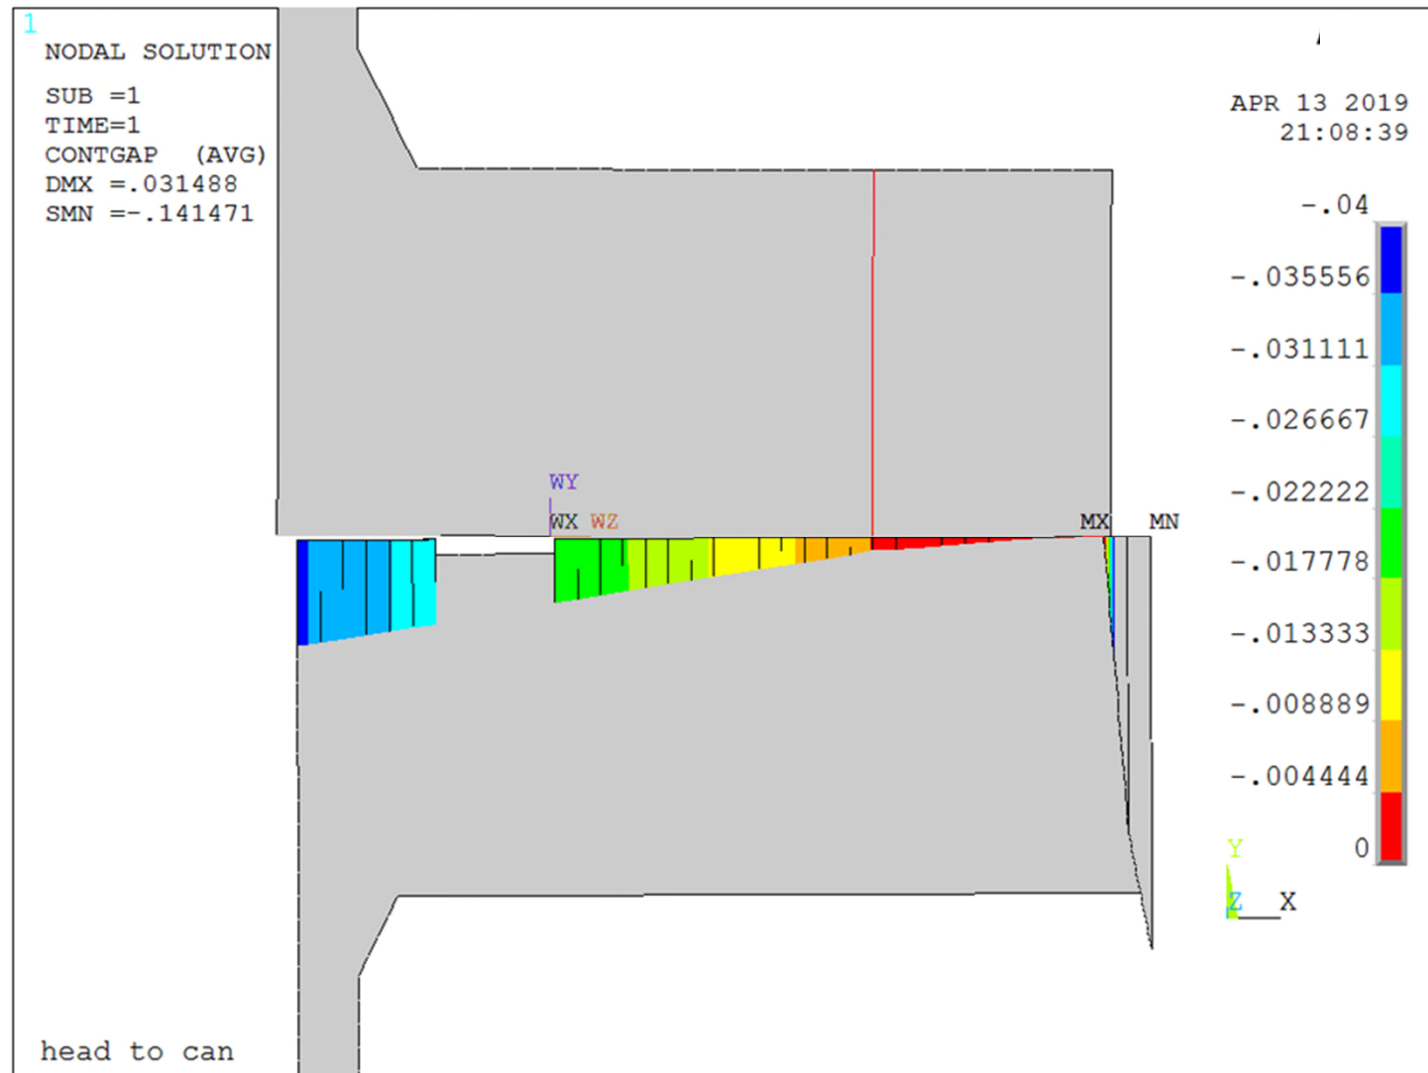 1
NODAL SOLUTION
SUB =1
TIME=1
CONTGAP (AVG)
DMX =.031488
SMN =-.141471
APR 13 2019
21:08:39
-.04
-.035556
-.031111
-.026667
-.022222
-.017778
-.013333
-.008889
-.004444
0
WY
WX WZ
MX MN
Y
Z X
head to can